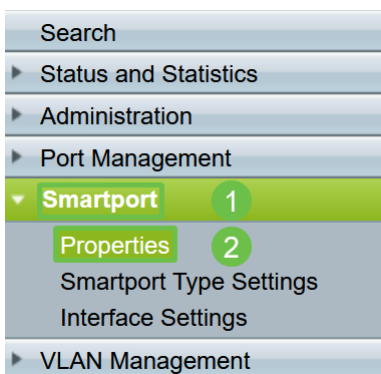 Search
Status and Statistics
Administration
Port Management
Smartport 1
Properties 2
Smartport Type Settings
Interface Settings
VLAN Management